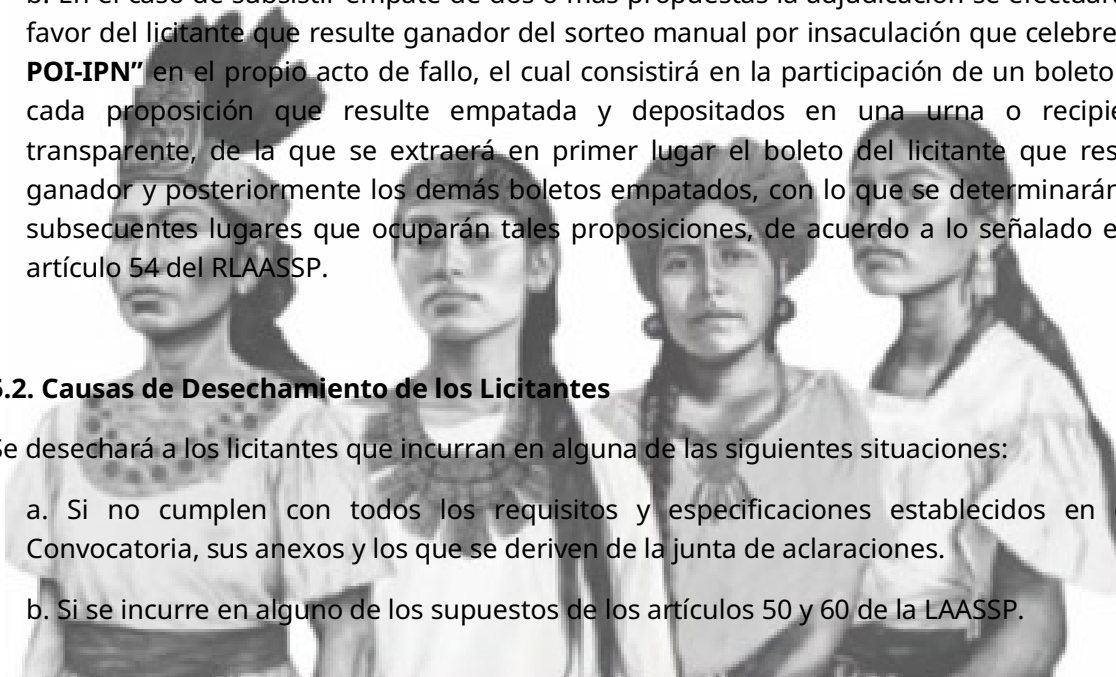 b. En el caso de subsistir empate de dos o más propuestas la adjudicación se efectuará
favor del licitante que resulte ganador del sorteo manual por insaculación que celebre
POI-IPN” en el propio acto de fallo, el cual consistirá en la participación de un boleto
cada proposición que resulte empatada y depositados en una urna o recipie
transparente, de la que se extraerá en primer lugar el boleto del licitante que res
ganador y posteriormente los demás boletos empatados, con lo que se determinarán
subsecuentes lugares que ocuparán tales proposiciones, de acuerdo a lo señalado e
artículo 54 del RLAASSP.
5.2. Causas de Desechamiento de los Licitantes
Se desechará a los licitantes que incurran en alguna de las siguientes situaciones:
a. Si no cumplen con todos los requisitos y especificaciones establecidos en
Convocatoria, sus anexos y los que se deriven de la junta de aclaraciones.
b. Si se incurre en alguno de los supuestos de los artículos 50 y 60 de la LAASSP.